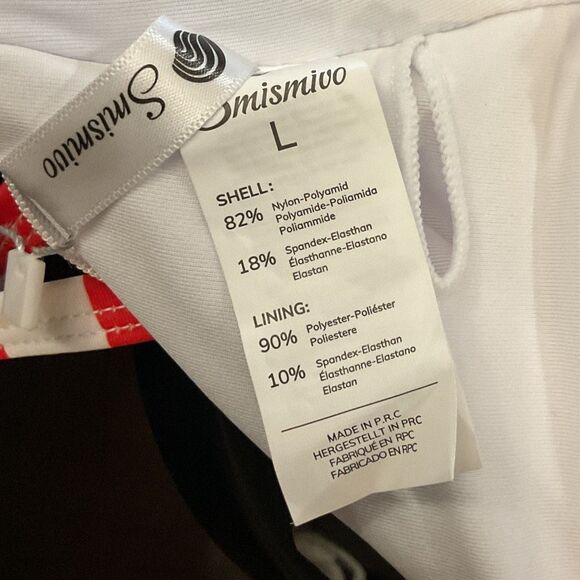 Smismivo
Smismivo
L
SHELL:
82% Nylon-Polyamid
Polyamide-Poliamida
Poliammide
18% Spandex-Elasthan
Élasthanne-Elastano
Elastan
LINING:
90% Polyester-Poliéster
Poliestere
10% Spandex-Elasthan
Élasthanne-Elastano
Elastan
MADE IN P.R.C
HERGESTELLT IN PRC
FABRIQUÉ EN RPC
FABRICADO EN RPC